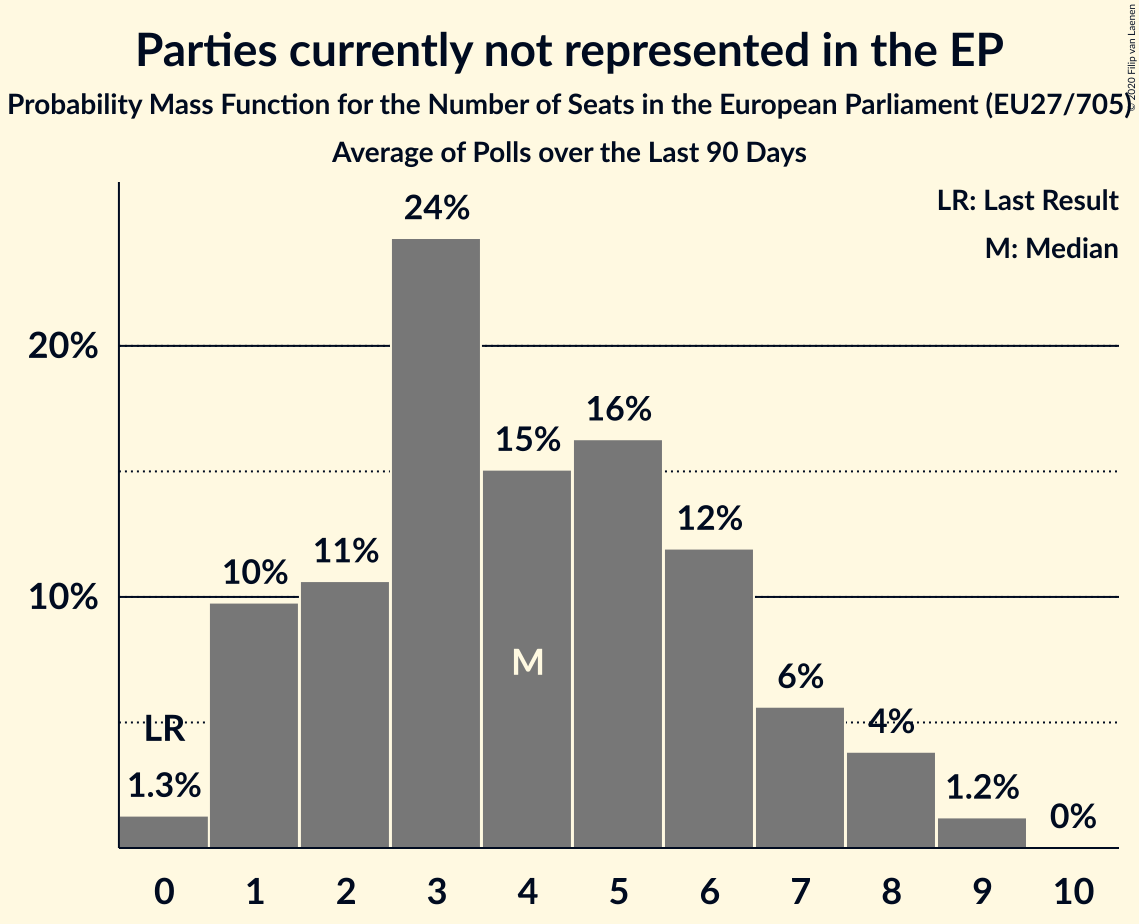 Parties currently not represented in the EP
Probability Mass Function for the Number of Seats in the European Parliament (EU27/705)
Average of Polls over the Last 90 Days
© 2020 Filip van Laenen
LR: Last Result
M: Median
24%
20%
16%
15%
12%
11%
10%
10%
M
6%
4%
LR
1.3%
1.2%
0%
0 1 2 3 4 5 6 7 8 9 10